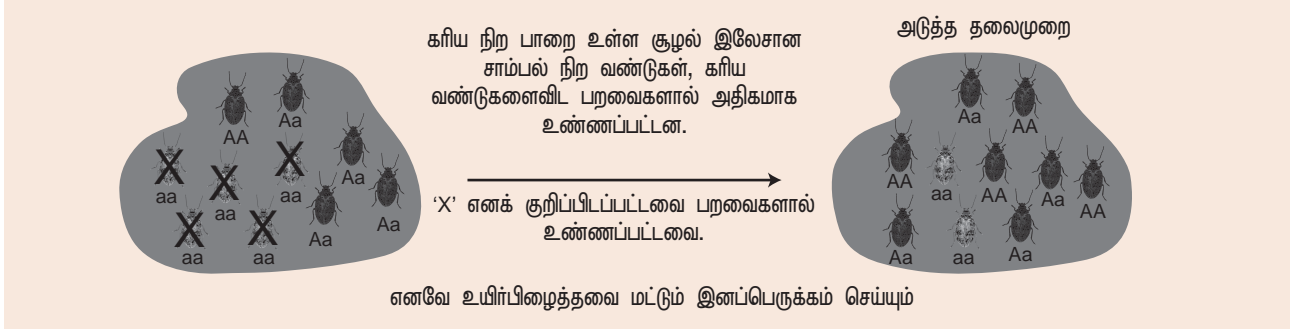 கரிய நிற பாறை உள்ள சூழல் இலேசான
சாம்பல் நிற வண்டுகள், கரிய
வண்டுகளைவிட பறவைகளால் அதிகமாக
உண்ணப்பட்டன.
அடுத்த தலைமுறை
AA
Aa
X
aa
X
aa
X
aa
Aa
Aa
Aa
X
aa
X
aa
‘X’ எனக் குறிப்பிடப்பட்டவை பறவைகளால்
உண்ணப்பட்டவை.
Aa
AA
AA
aa
AA
Aa
AA
Aa
aa
Aa
எனவே உயிர்பிழைத்தவை மட்டும் இனப்பெருக்கம் செய்யும்